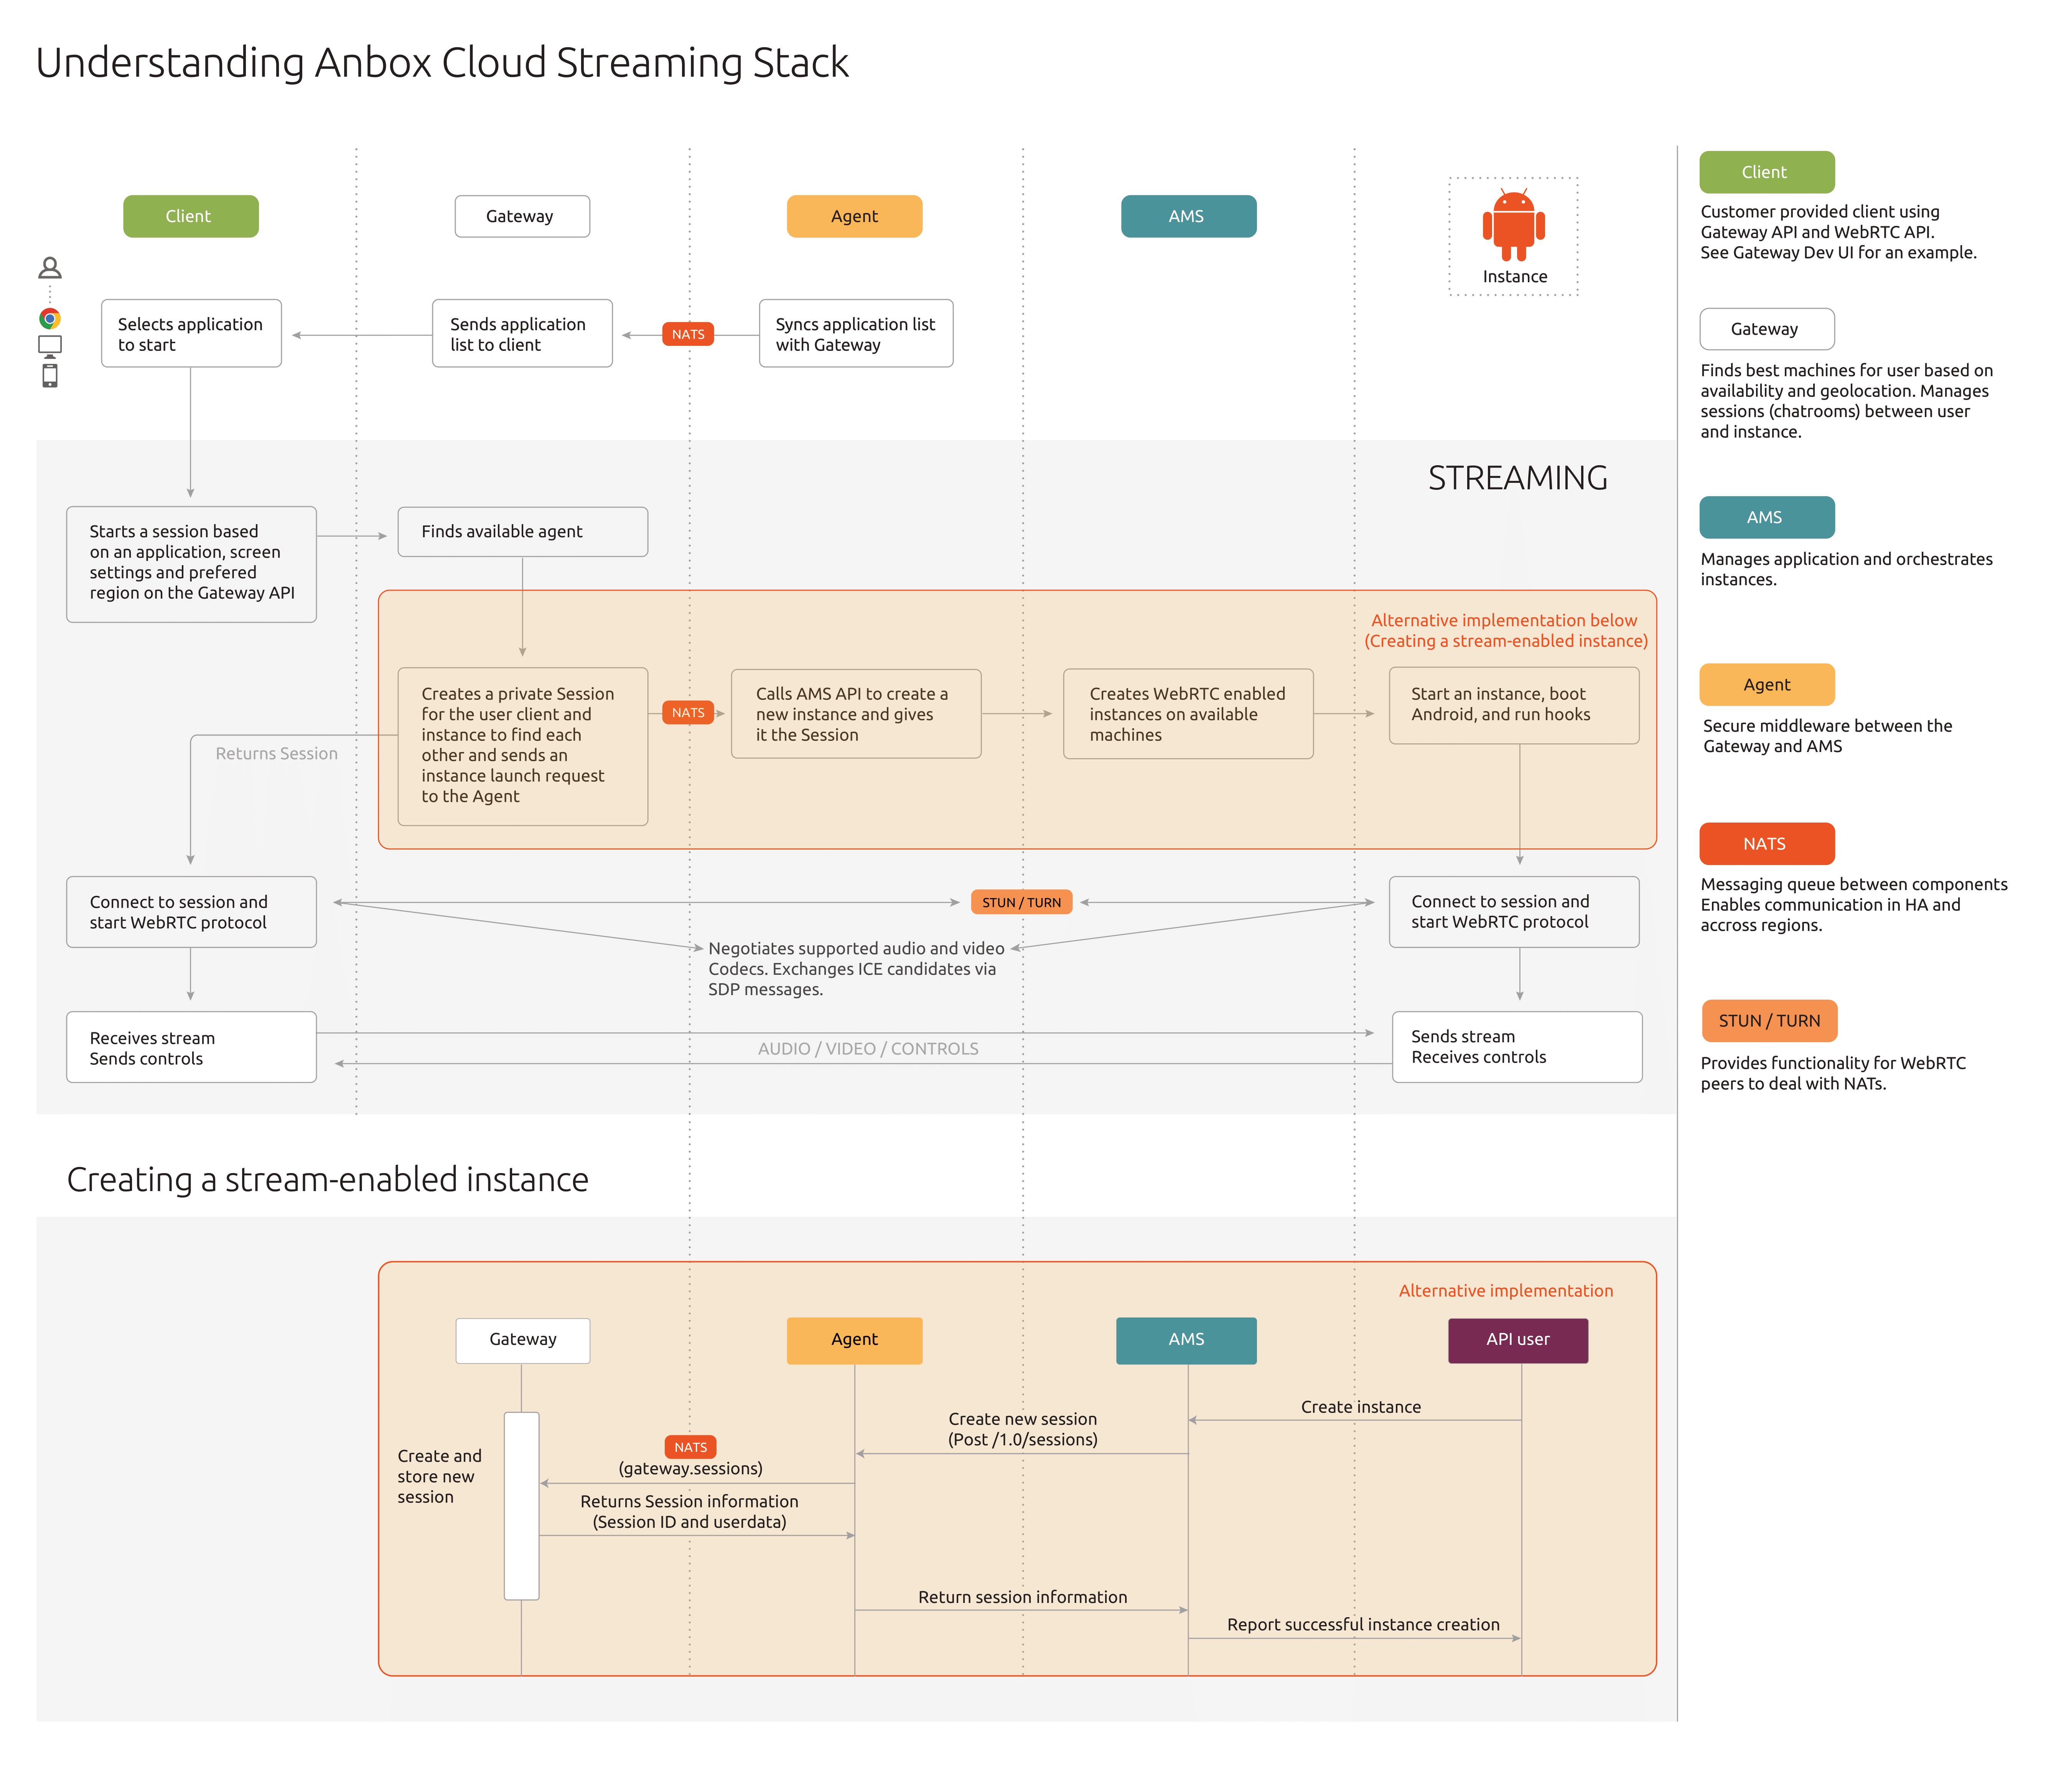 Understanding Anbox Cloud Streaming Stack
Client
Gateway
Agent
AMS
Instance
Selects application
to start
Sends application
list to client
NATS
Syncs application list
with Gateway
STREAMING
Starts a session based
on an application, screen
settings and prefered
region on the Gateway API
Finds available agent
Alternative implementation below
(Creating a stream-enabled instance)
Creates a private Session
for the user client and
instance to find each
other and sends an
instance launch request
to the Agent
NATS
Calls AMS API to create a
new instance and gives
it the Session
Creates WebRTC enabled
instances on available
machines
Start an instance, boot
Android, and run hooks
Returns Session
Connect to session and
start WebRTC protocol
STUN / TURN
Connect to session and
start WebRTC protocol
Negotiates supported audio and video
Codecs. Exchanges ICE candidates via
SDP messages.
Receives stream
Sends controls
AUDIO / VIDEO / CONTROLS
Sends stream
Receives controls
Creating a stream-enabled instance
Alternative implementation
Gateway
Agent
AMS
API user
Create instance
Create new session
(Post /1.0/sessions)
NATS
(gateway.sessions)
Create and
store new
session
Returns Session information
(Session ID and userdata)
Return session information
Report successful instance creation
Client
Customer provided client using
Gateway API and WebRTC API.
See Gateway Dev UI for an example.
Gateway
Finds best machines for user based on
availability and geolocation. Manages
sessions (chatrooms) between user
and instance.
AMS
Manages application and orchestrates
instances.
Agent
Secure middleware between the
Gateway and AMS
NATS
Messaging queue between components
Enables communication in HA and
accross regions.
STUN / TURN
Provides functionality for WebRTC
peers to deal with NATs.